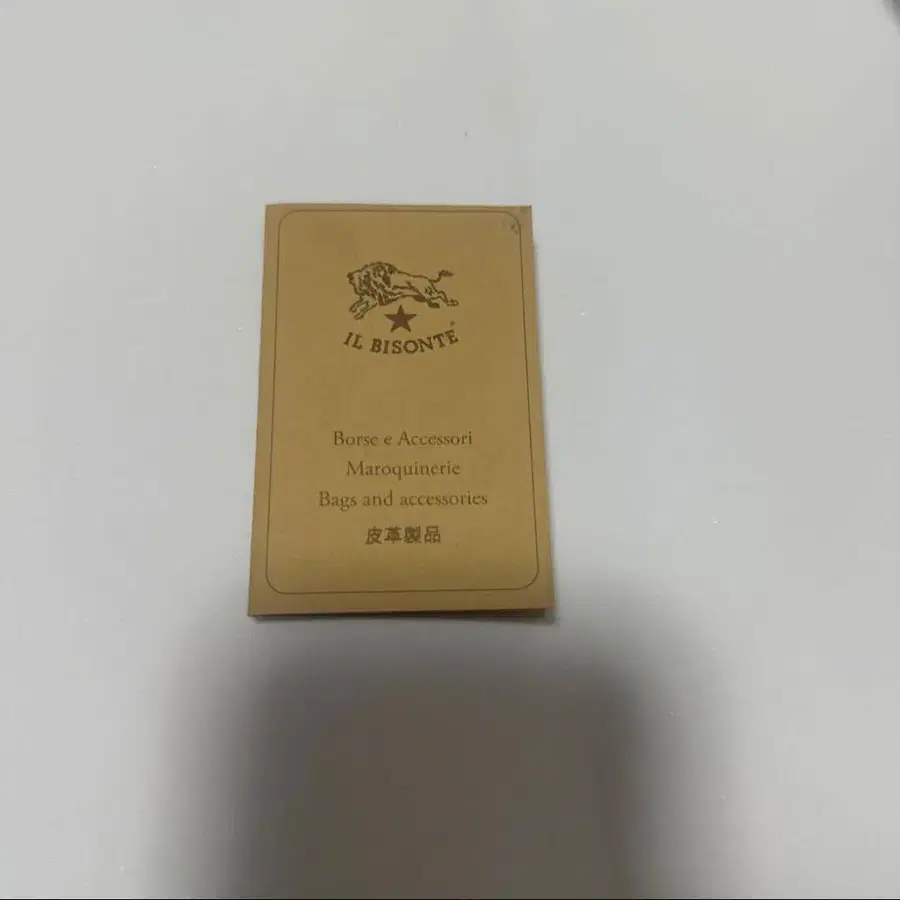 IL BISONTE®
Borse e Accessori
Maroquinerie
Bags and accessories
皮革製品